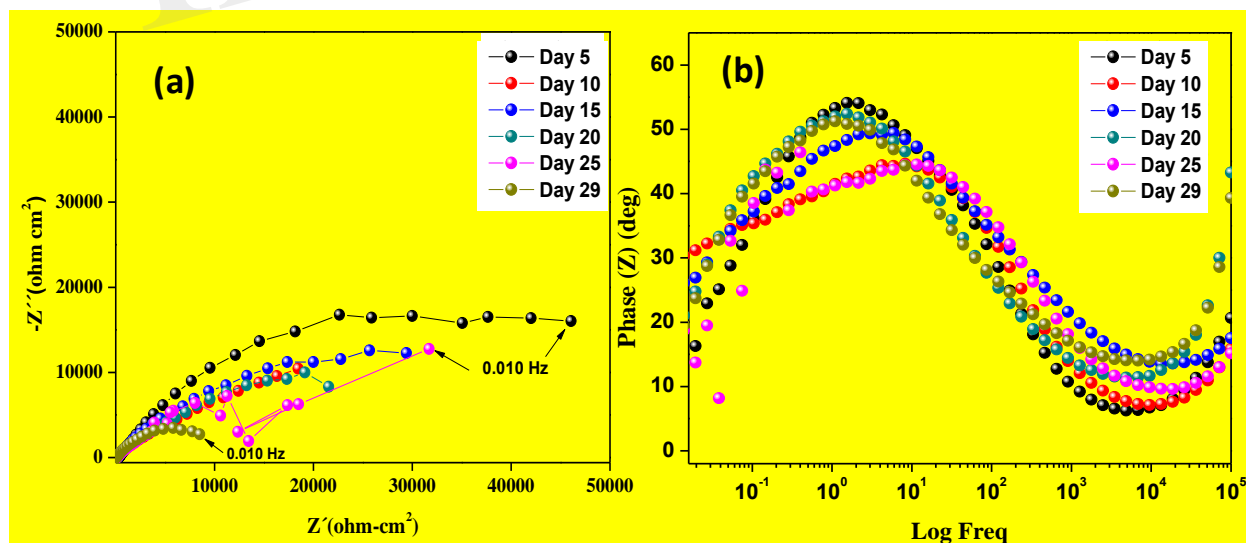 (a)
Day 5
Day 10
Day 15
Day 20
Day 25
Day 29
50000
40000
30000
20000
10000
0
-Z´´(ohm cm²)
0.010 Hz
0.010 Hz
10000 20000 30000 40000 50000
Z´(ohm-cm²)
(b)
Day 5
Day 10
Day 15
Day 20
Day 25
Day 29
60
50
40
30
20
10
0
Phase (Z) (deg)
10⁻¹ 10⁰ 10¹ 10² 10³ 10⁴ 10⁵
Log Freq